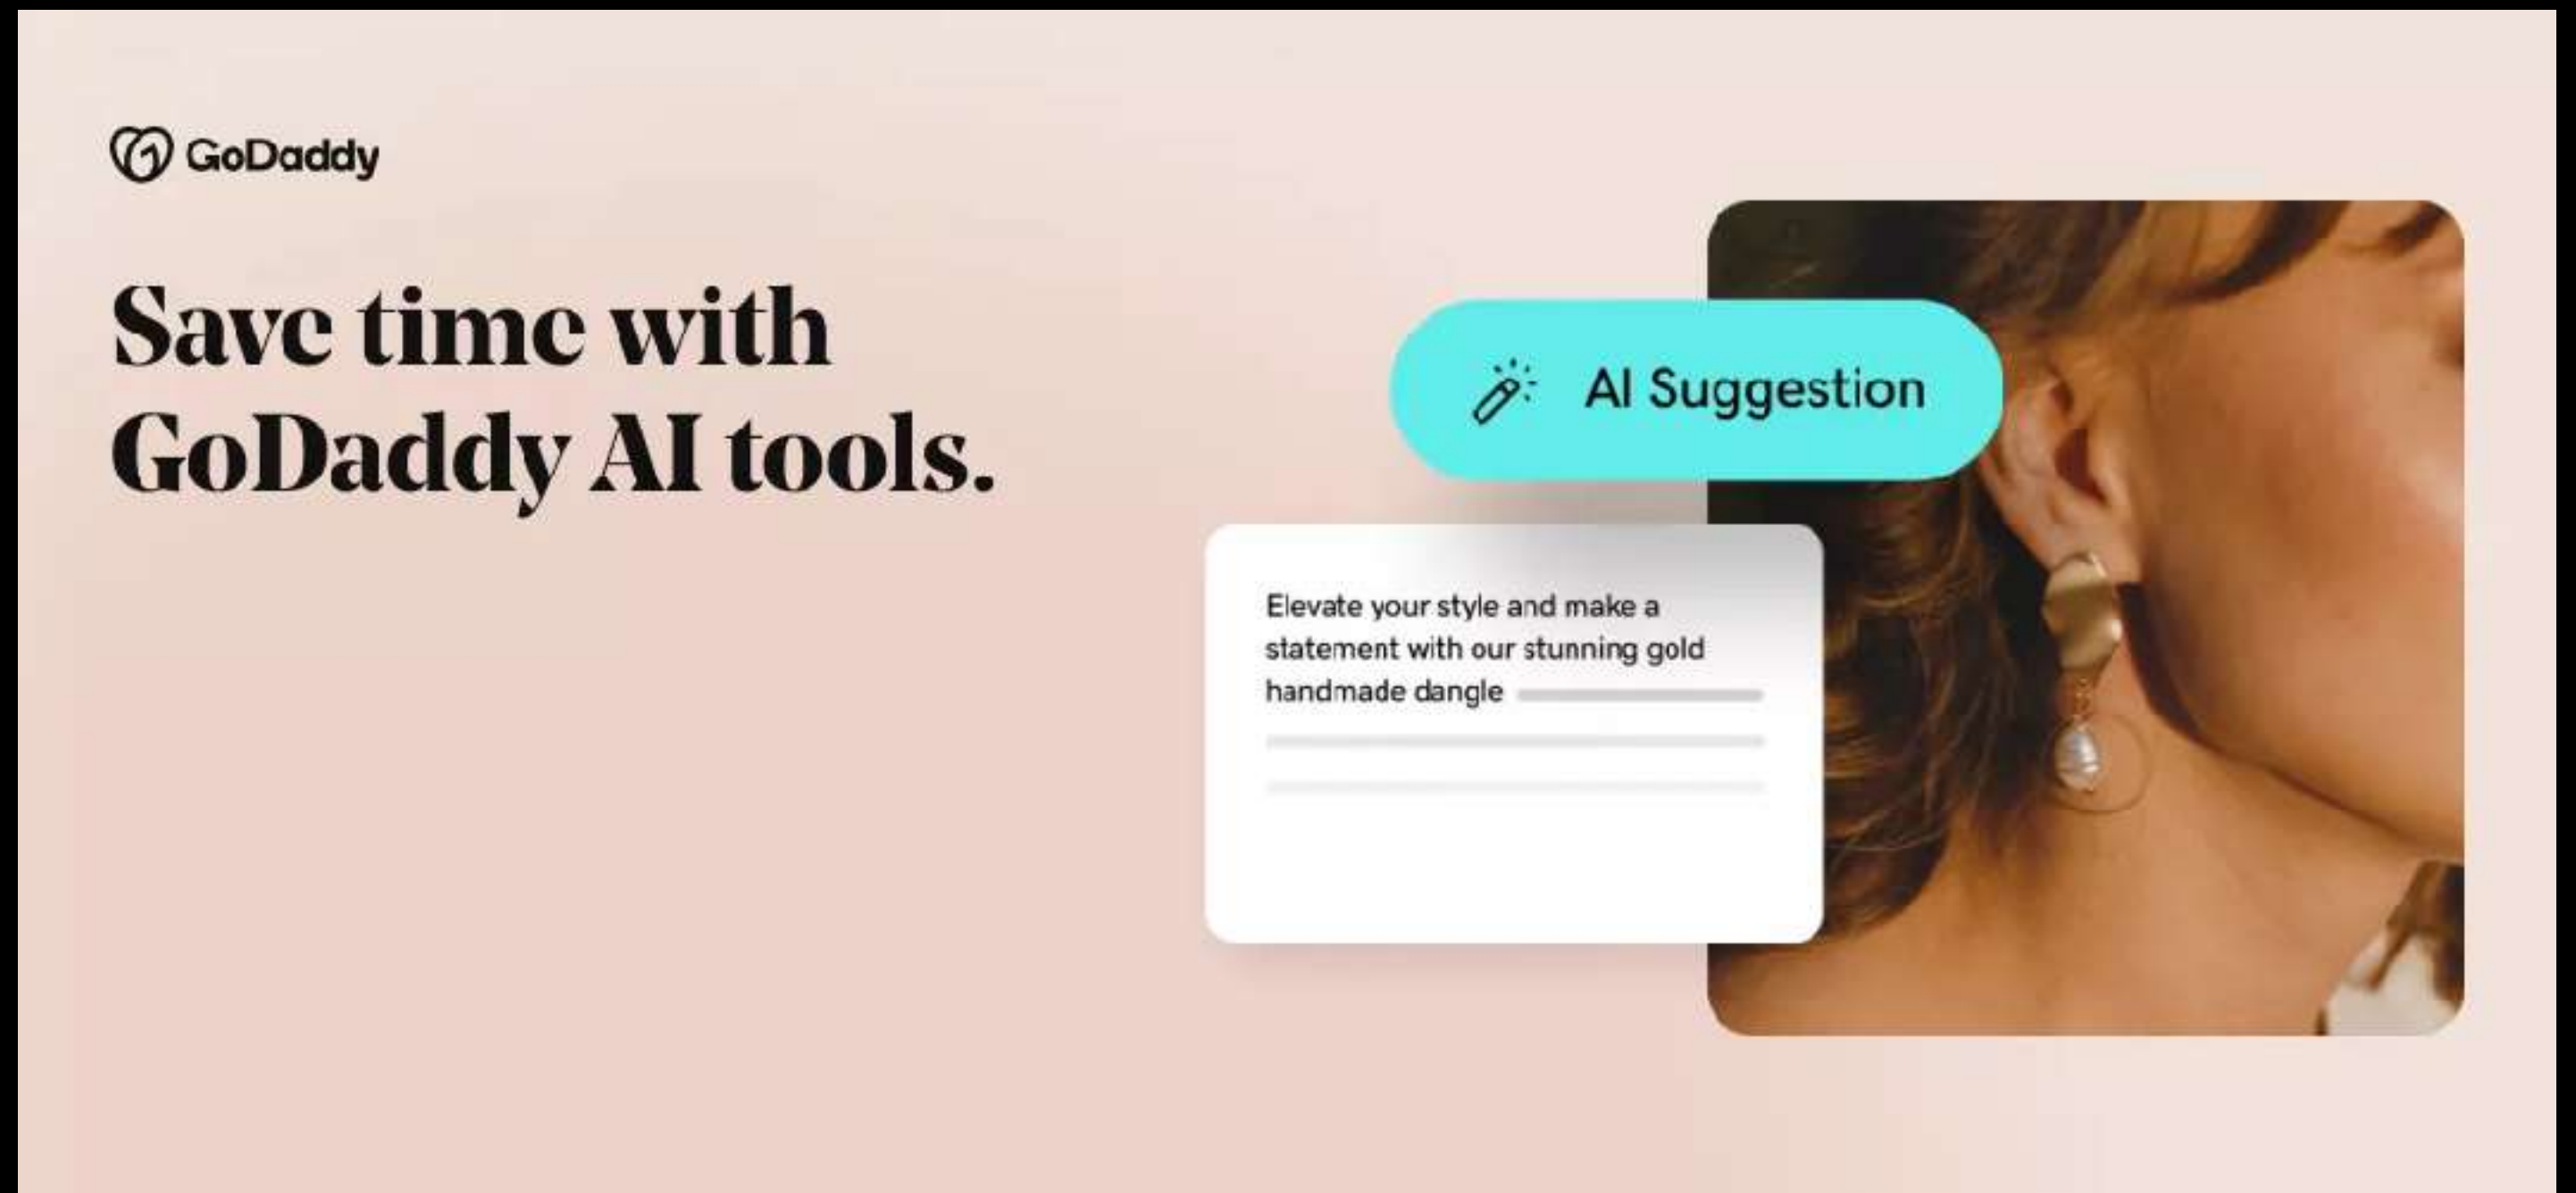 GoDaddy
Save time with
GoDaddy AI tools.
AI Suggestion
Elevate your style and make a
statement with our stunning gold
handmade dangle